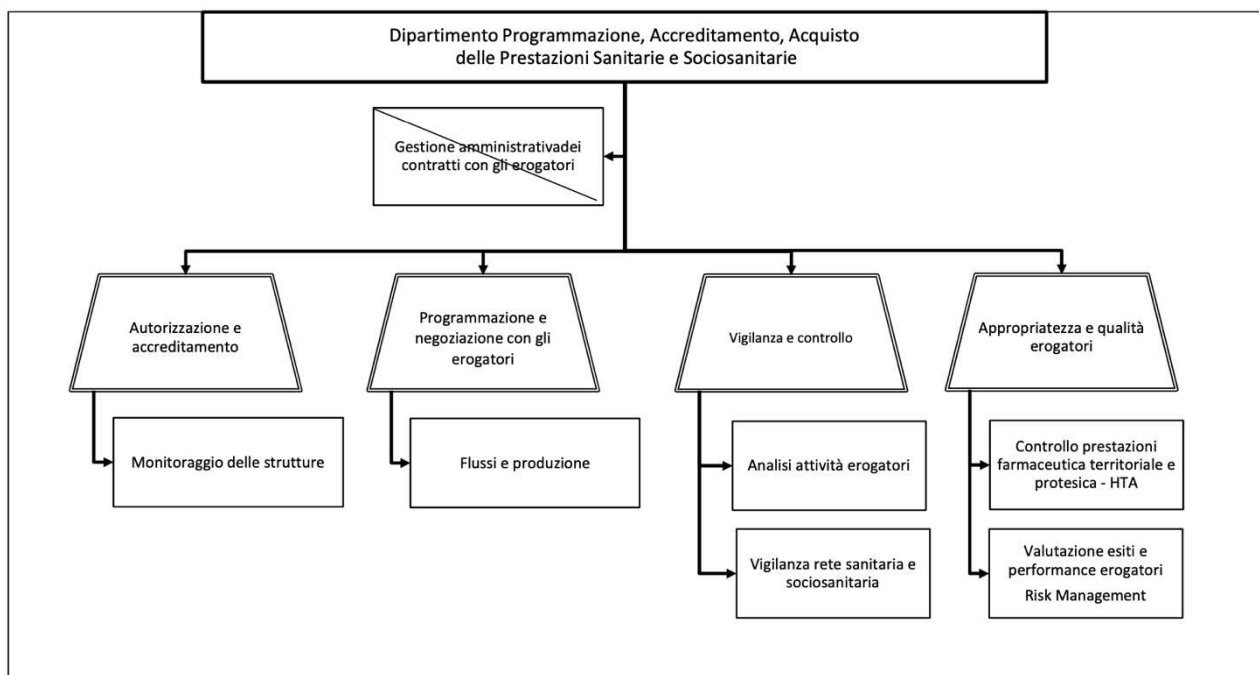 Dipartimento Programmazione, Accreditamento, Acquisto
delle Prestazioni Sanitarie e Sociosanitarie
Gestione amministrativadei
contratti con gli erogatori
Autorizzazione e
accreditamento
Programmazione e
negoziazione con gli
erogatori
Vigilanza e controllo
Appropriatezza e qualità
erogatori
Monitoraggio delle strutture
Flussi e produzione
Analisi attività erogatori
Controllo prestazioni
farmaceutica territoriale e
protesica - HTA
Vigilanza rete sanitaria e
sociosanitaria
Valutazione esiti e
performance erogatori
Risk Management